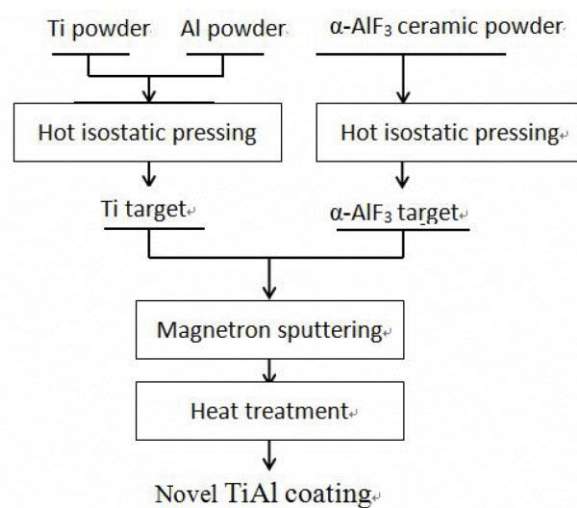 Ti powder Al powder α-AlF₃ ceramic powder
Hot isostatic pressing Hot isostatic pressing
Ti target α-AlF₃ target
Magnetron sputtering
Heat treatment
Novel TiAl coating